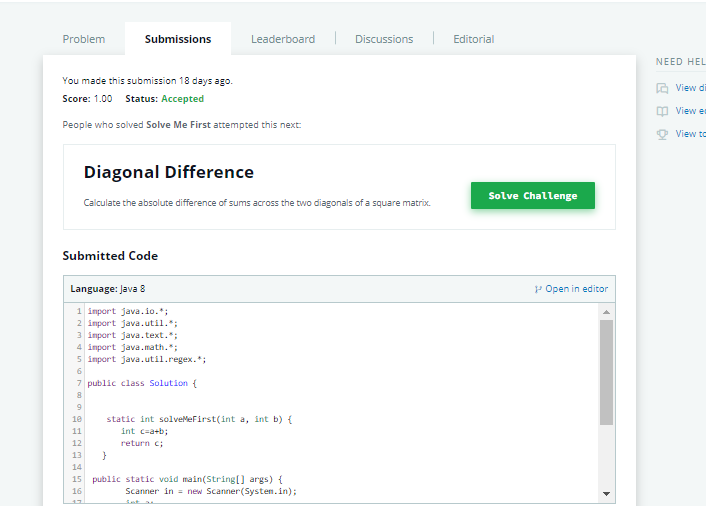 Problem Submissions Leaderboard Discussions Editorial
NEED HEL
You made this submission 18 days ago.
View di
Score: 1.00 Status: Accepted
View ed
People who solved Solve Me First attempted this next:
View to
Diagonal Difference
Calculate the absolute difference of sums across the two diagonals of a square matrix.
Solve Challenge
Submitted Code
Language: Java 8
Open in editor
1 import java.io.*;
2 import java.util.*;
3 import java.text.*;
4 import java.math.*;
5 import java.util.regex.*;
6
7 public class Solution {
8
9
10 static int solveMeFirst(int a, int b) {
11 int c=a+b;
12 return c;
13 }
14
15 public static void main(String[] args) {
16 Scanner in = new Scanner(System.in);
17 int a;